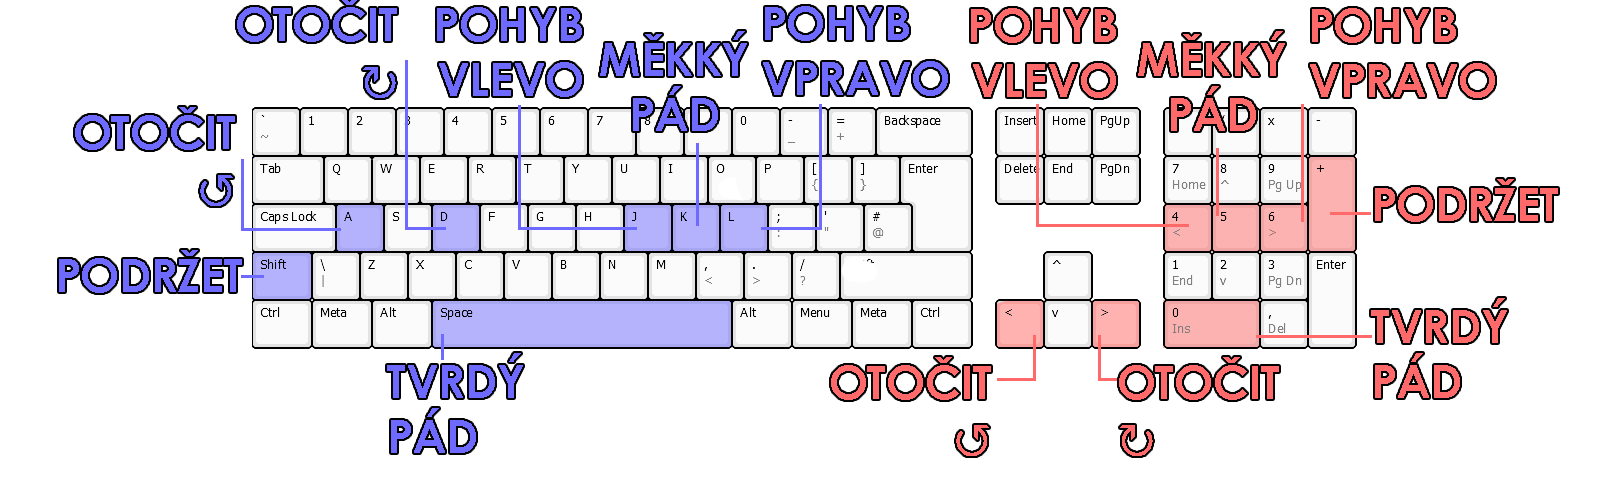 OTOČIT
↻
POHYB
VLEVO
MĚKKÝ
PÁD
POHYB
VPRAVO
POHYB
VLEVO
MĚKKÝ
PÁD
POHYB
VPRAVO
OTOČIT
↺
PODRŽET
TVRDÝ
PÁD
PODRŽET
TVRDÝ
PÁD
OTOČIT
↺
OTOČIT
↻
` 1 2 3 4 5 6 7 8 0 - = Backspace
~ _ +
Insert Home PgUp
x -
Tab Q W E R T Y U I O P [ ] Enter
{ }
Delete End PgDn
7 8 9 +
Home ^ Pg Up
Caps Lock A S D F G H J K L ; ' #
: " @
4 5 6
< >
Shift \ Z X C V B N M , . /
| < > ?
^
1 2 3 Enter
End v Pg Dn
Ctrl Meta Alt Space Alt Menu Meta Ctrl
< v >
0 ,
Ins Del